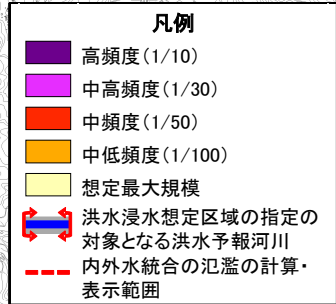 凡例
高頻度(1/10)
中高頻度(1/30)
中頻度(1/50)
中低頻度(1/100)
想定最大規模
洪水浸水想定区域の指定の
対象となる洪水予報河川
内外水統合の氾濫の計算・
表示範囲